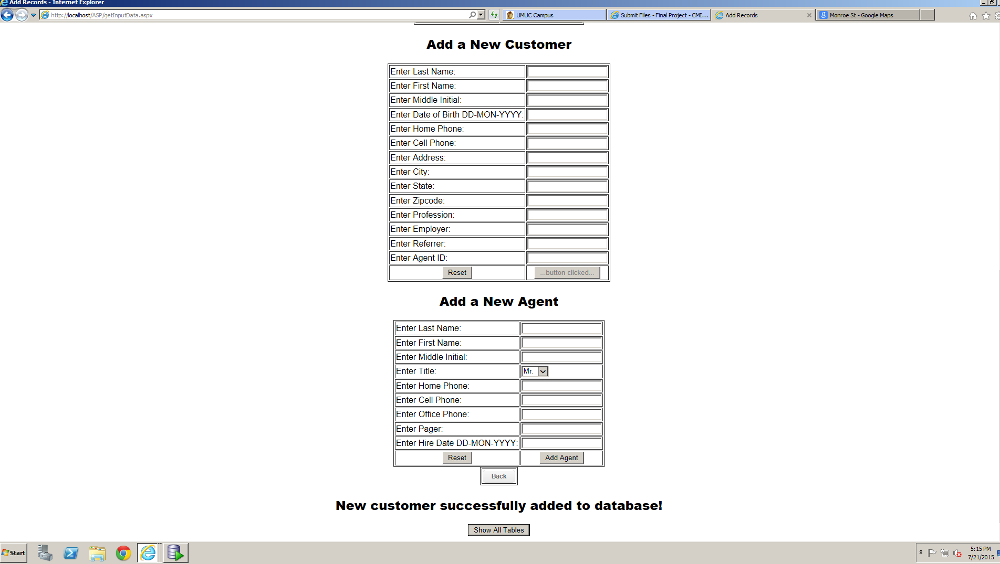 Add Records - Internet Explorer
http://localhost/ASP/getInputData.aspx
UMUC Campus
Submit Files - Final Project - CMI...
Add Records
Monroe St - Google Maps
Add a New Customer
Enter Last Name:
Enter First Name:
Enter Middle Initial:
Enter Date of Birth DD-MON-YYYY:
Enter Home Phone:
Enter Cell Phone:
Enter Address:
Enter City:
Enter State:
Enter Zipcode:
Enter Profession:
Enter Employer:
Enter Referrer:
Enter Agent ID:
Reset ...button clicked...
Add a New Agent
Enter Last Name:
Enter First Name:
Enter Middle Initial:
Enter Title: Mr.
Enter Home Phone:
Enter Cell Phone:
Enter Office Phone:
Enter Pager:
Enter Hire Date DD-MON-YYYY:
Reset Add Agent
Back
New customer successfully added to database!
Show All Tables
Start
5:15 PM
7/21/2015